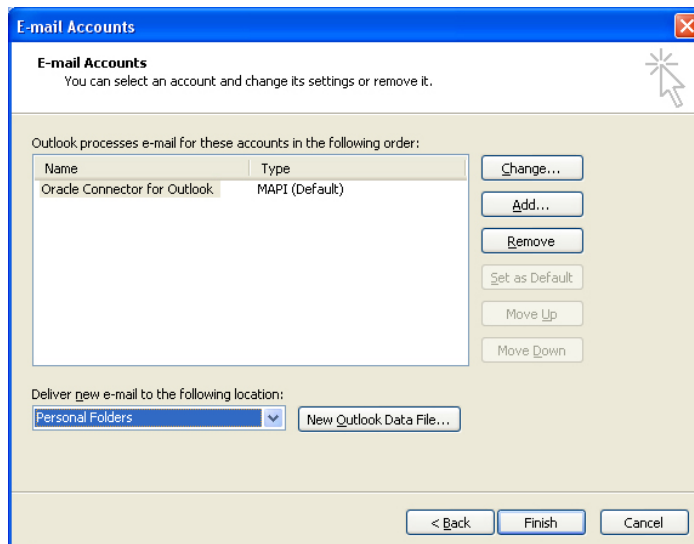 E-mail Accounts
E-mail Accounts
You can select an account and change its settings or remove it.
Outlook processes e-mail for these accounts in the following order:
Name Type
Oracle Connector for Outlook MAPI (Default)
Change...
Add...
Remove
Set as Default
Move Up
Move Down
Deliver new e-mail to the following location:
Personal Folders New Outlook Data File...
< Back Finish Cancel